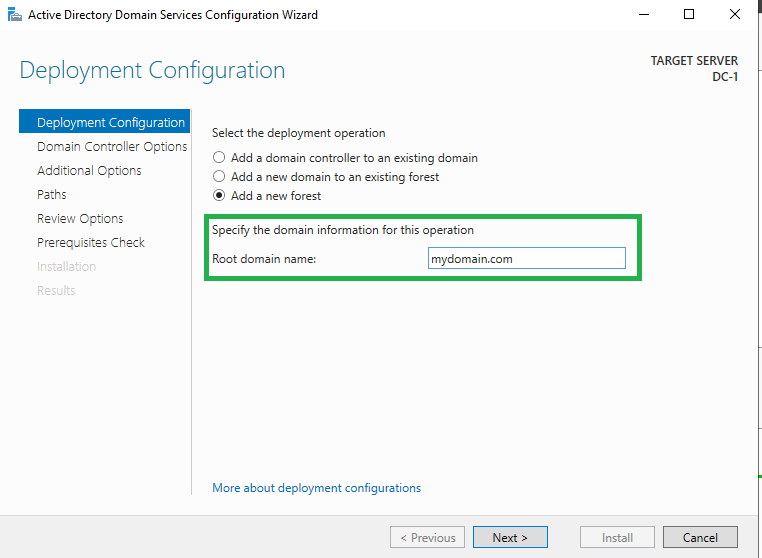 Active Directory Domain Services Configuration Wizard
Deployment Configuration
TARGET SERVER
DC-1
Deployment Configuration
Domain Controller Options
Additional Options
Paths
Review Options
Prerequisites Check
Installation
Results
Select the deployment operation
Add a domain controller to an existing domain
Add a new domain to an existing forest
Add a new forest
Specify the domain information for this operation
Root domain name: mydomain.com
More about deployment configurations
< Previous Next > Install Cancel